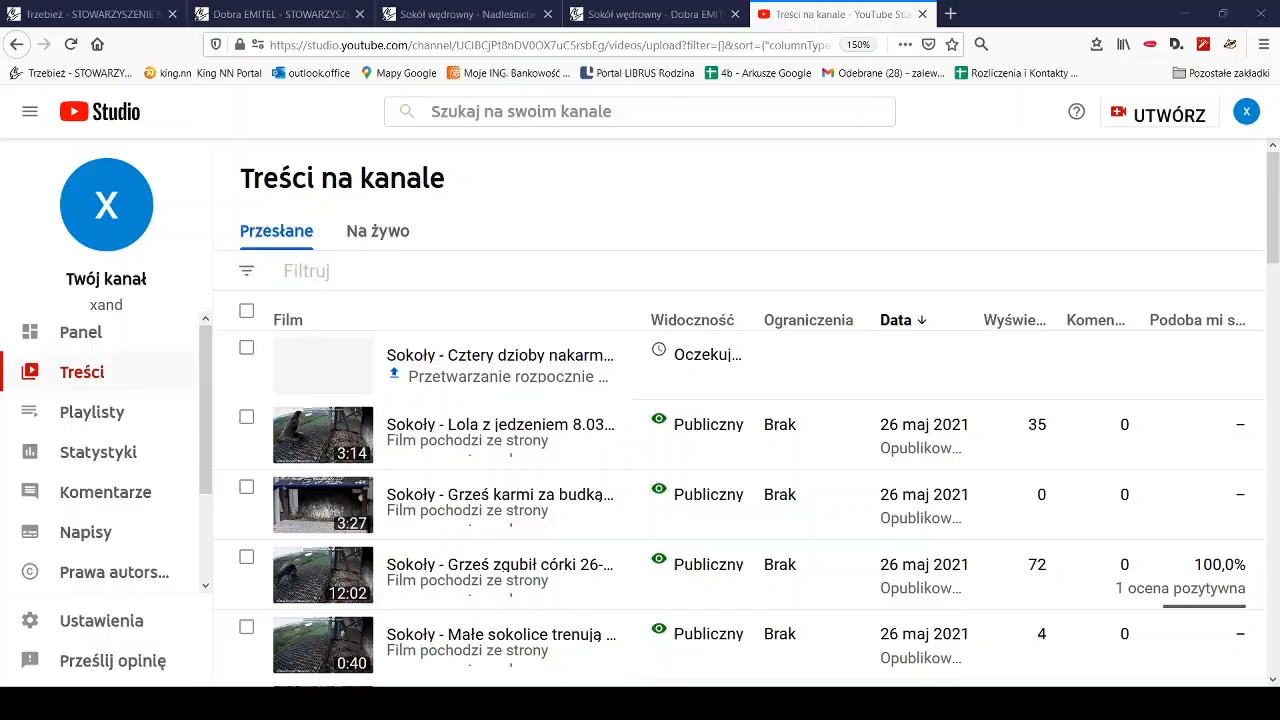 Trzebież - STOWARZYSZENIE N
Dobra EMITEL - STOWARZYSZE
Sokół wędrowny - Nadleśnictw
Sokół wędrowny - Dobra EMIT
Treści na kanale - YouTube Stu
https://studio.youtube.com/channel/
/videos/upload?filter=[]&sort={"columnType
150%
Trzebież - STOWARZY...
king.nn
King NN Portal
outlook.office
Mapy Google
Moje ING. Bankowość ...
Portal LIBRUS Rodzina
4b - Arkusze Google
Odebrane (28) - zalew...
Rozliczenia i Kontakty ...
Pozostałe zakładki
Studio
Szukaj na swoim kanale
UTWÓRZ
X
X
Twój kanał
xand
Panel
Treści
Playlisty
Statystyki
Komentarze
Napisy
Prawa autors...
Ustawienia
Prześlij opinię
Treści na kanale
Przesłane Na żywo
Filtruj
Film Widoczność Ograniczenia Data Wyświe... Komen... Podoba mi s...
Sokoły - Cztery dzioby nakarm... Oczekuj...
Przetwarzanie rozpocznie ...
Sokoły - Lola z jedzeniem 8.03... Publiczny Brak 26 maj 2021 35 0 –
Film pochodzi ze strony Opublikow...
3:14
Sokoły - Grześ karmi za budką... Publiczny Brak 26 maj 2021 0 0 –
Film pochodzi ze strony Opublikow...
3:27
Sokoły - Grześ zgubił córki 26-... Publiczny Brak 26 maj 2021 72 0 100,0%
Film pochodzi ze strony Opublikow... 1 ocena pozytywna
12:02
Sokoły - Małe sokolice trenują ... Publiczny Brak 26 maj 2021 4 0 –
Film pochodzi ze strony Opublikow...
0:40